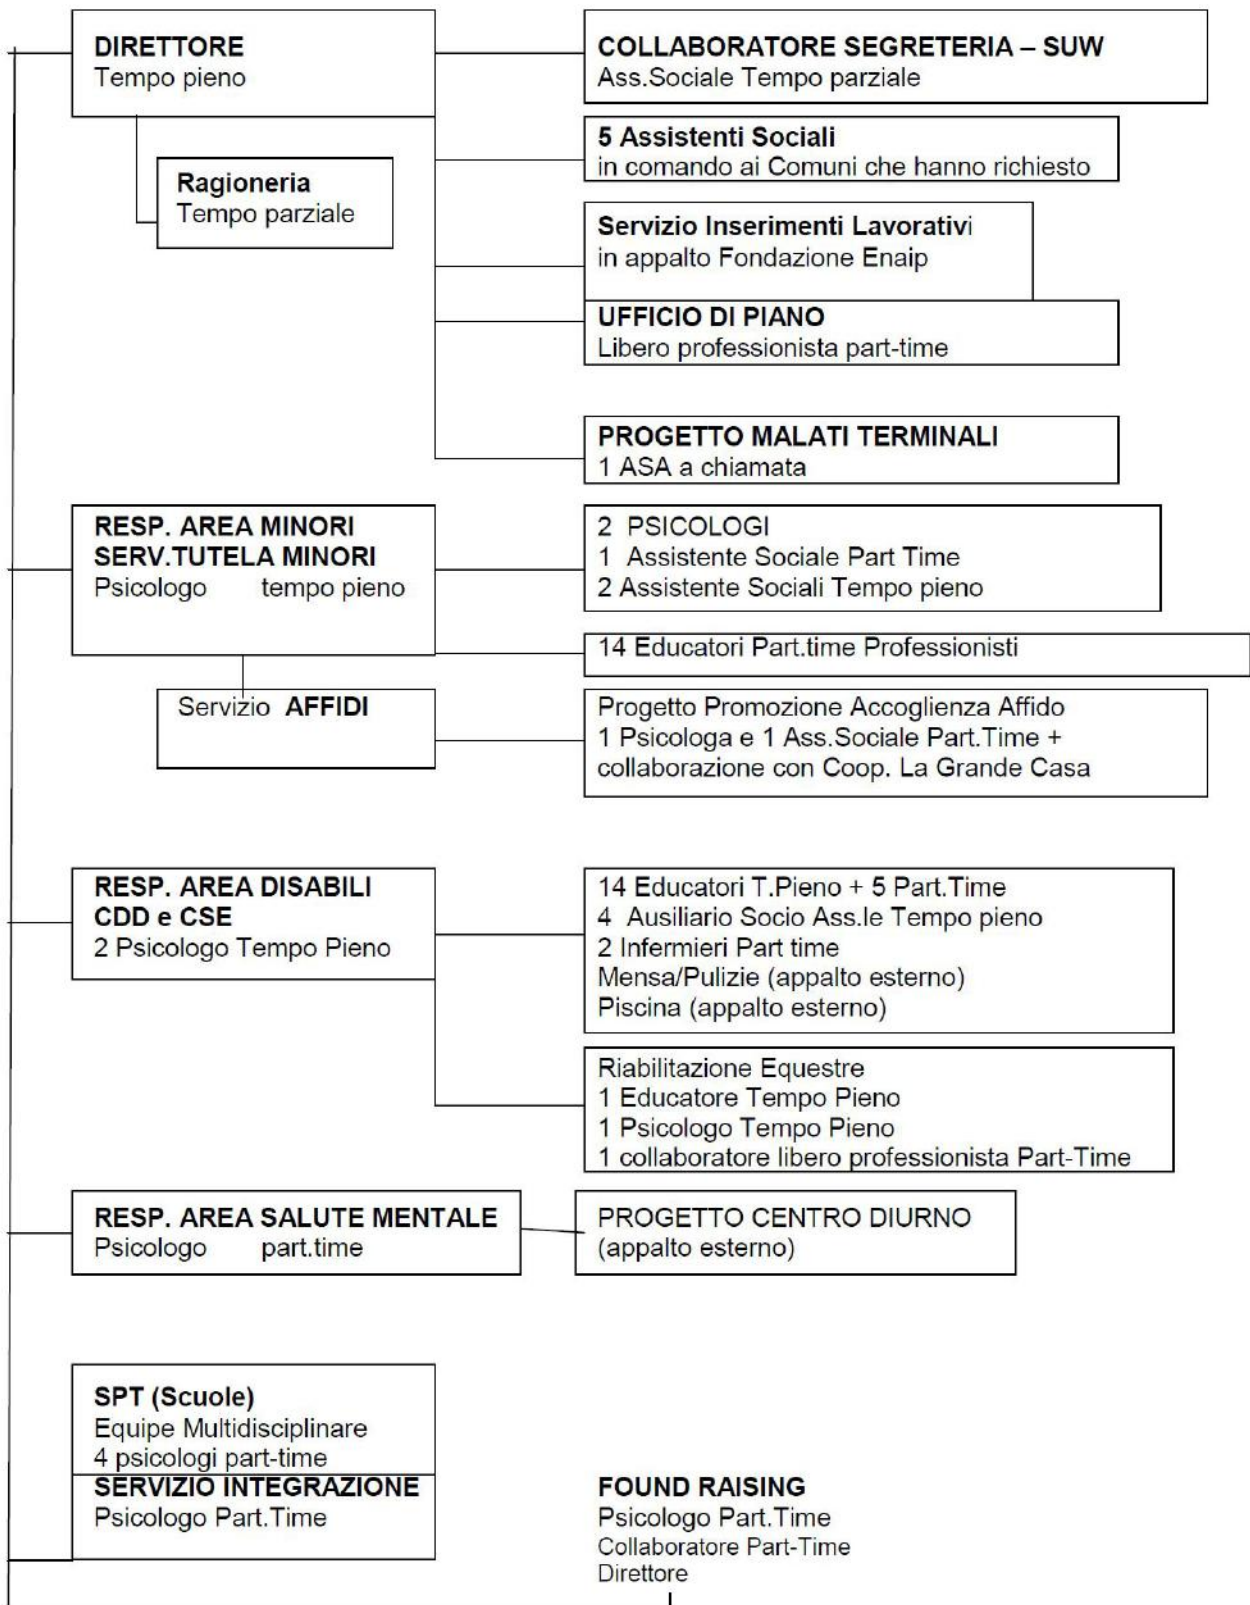 DIRETTORE
Tempo pieno
COLLABORATORE SEGRETERIA – SUW
Ass.Sociale Tempo parziale
5 Assistenti Sociali
in comando ai Comuni che hanno richiesto
Ragioneria
Tempo parziale
Servizio Inserimenti Lavorativi
in appalto Fondazione Enaip
UFFICIO DI PIANO
Libero professionista part-time
PROGETTO MALATI TERMINALI
1 ASA a chiamata
RESP. AREA MINORI
SERV.TUTELA MINORI
Psicologo tempo pieno
2 PSICOLOGI
1 Assistente Sociale Part Time
2 Assistente Sociali Tempo pieno
14 Educatori Part.time Professionisti
Servizio AFFIDI
Progetto Promozione Accoglienza Affido
1 Psicologa e 1 Ass.Sociale Part.Time +
collaborazione con Coop. La Grande Casa
RESP. AREA DISABILI
CDD e CSE
2 Psicologo Tempo Pieno
14 Educatori T.Pieno + 5 Part.Time
4 Ausiliario Socio Ass.le Tempo pieno
2 Infermieri Part time
Mensa/Pulizie (appalto esterno)
Piscina (appalto esterno)
Riabilitazione Equestre
1 Educatore Tempo Pieno
1 Psicologo Tempo Pieno
1 collaboratore libero professionista Part-Time
RESP. AREA SALUTE MENTALE
Psicologo part.time
PROGETTO CENTRO DIURNO
(appalto esterno)
SPT (Scuole)
Equipe Multidisciplinare
4 psicologi part-time
SERVIZIO INTEGRAZIONE
Psicologo Part.Time
FOUND RAISING
Psicologo Part.Time
Collaboratore Part-Time
Direttore